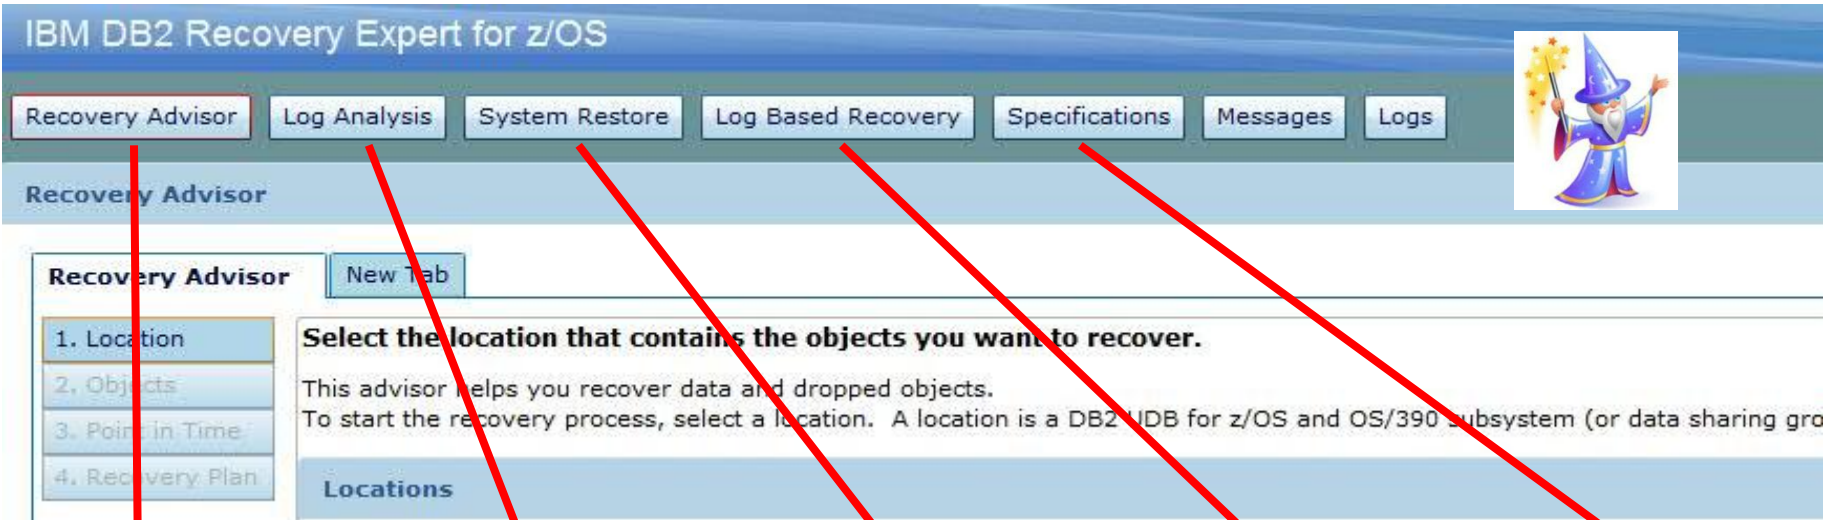 IBM DB2 Recovery Expert for z/OS
Recovery Advisor Log Analysis System Restore Log Based Recovery Specifications Messages Logs
Recovery Advisor
Recovery Advisor New Tab
1. Location
Select the location that contains the objects you want to recover.
2. Objects
This advisor helps you recover data and dropped objects.
3. Point in Time
To start the recovery process, select a location. A location is a DB2 UDB for z/OS and OS/390 subsystem (or data sharing gro
4. Recovery Plan
Locations